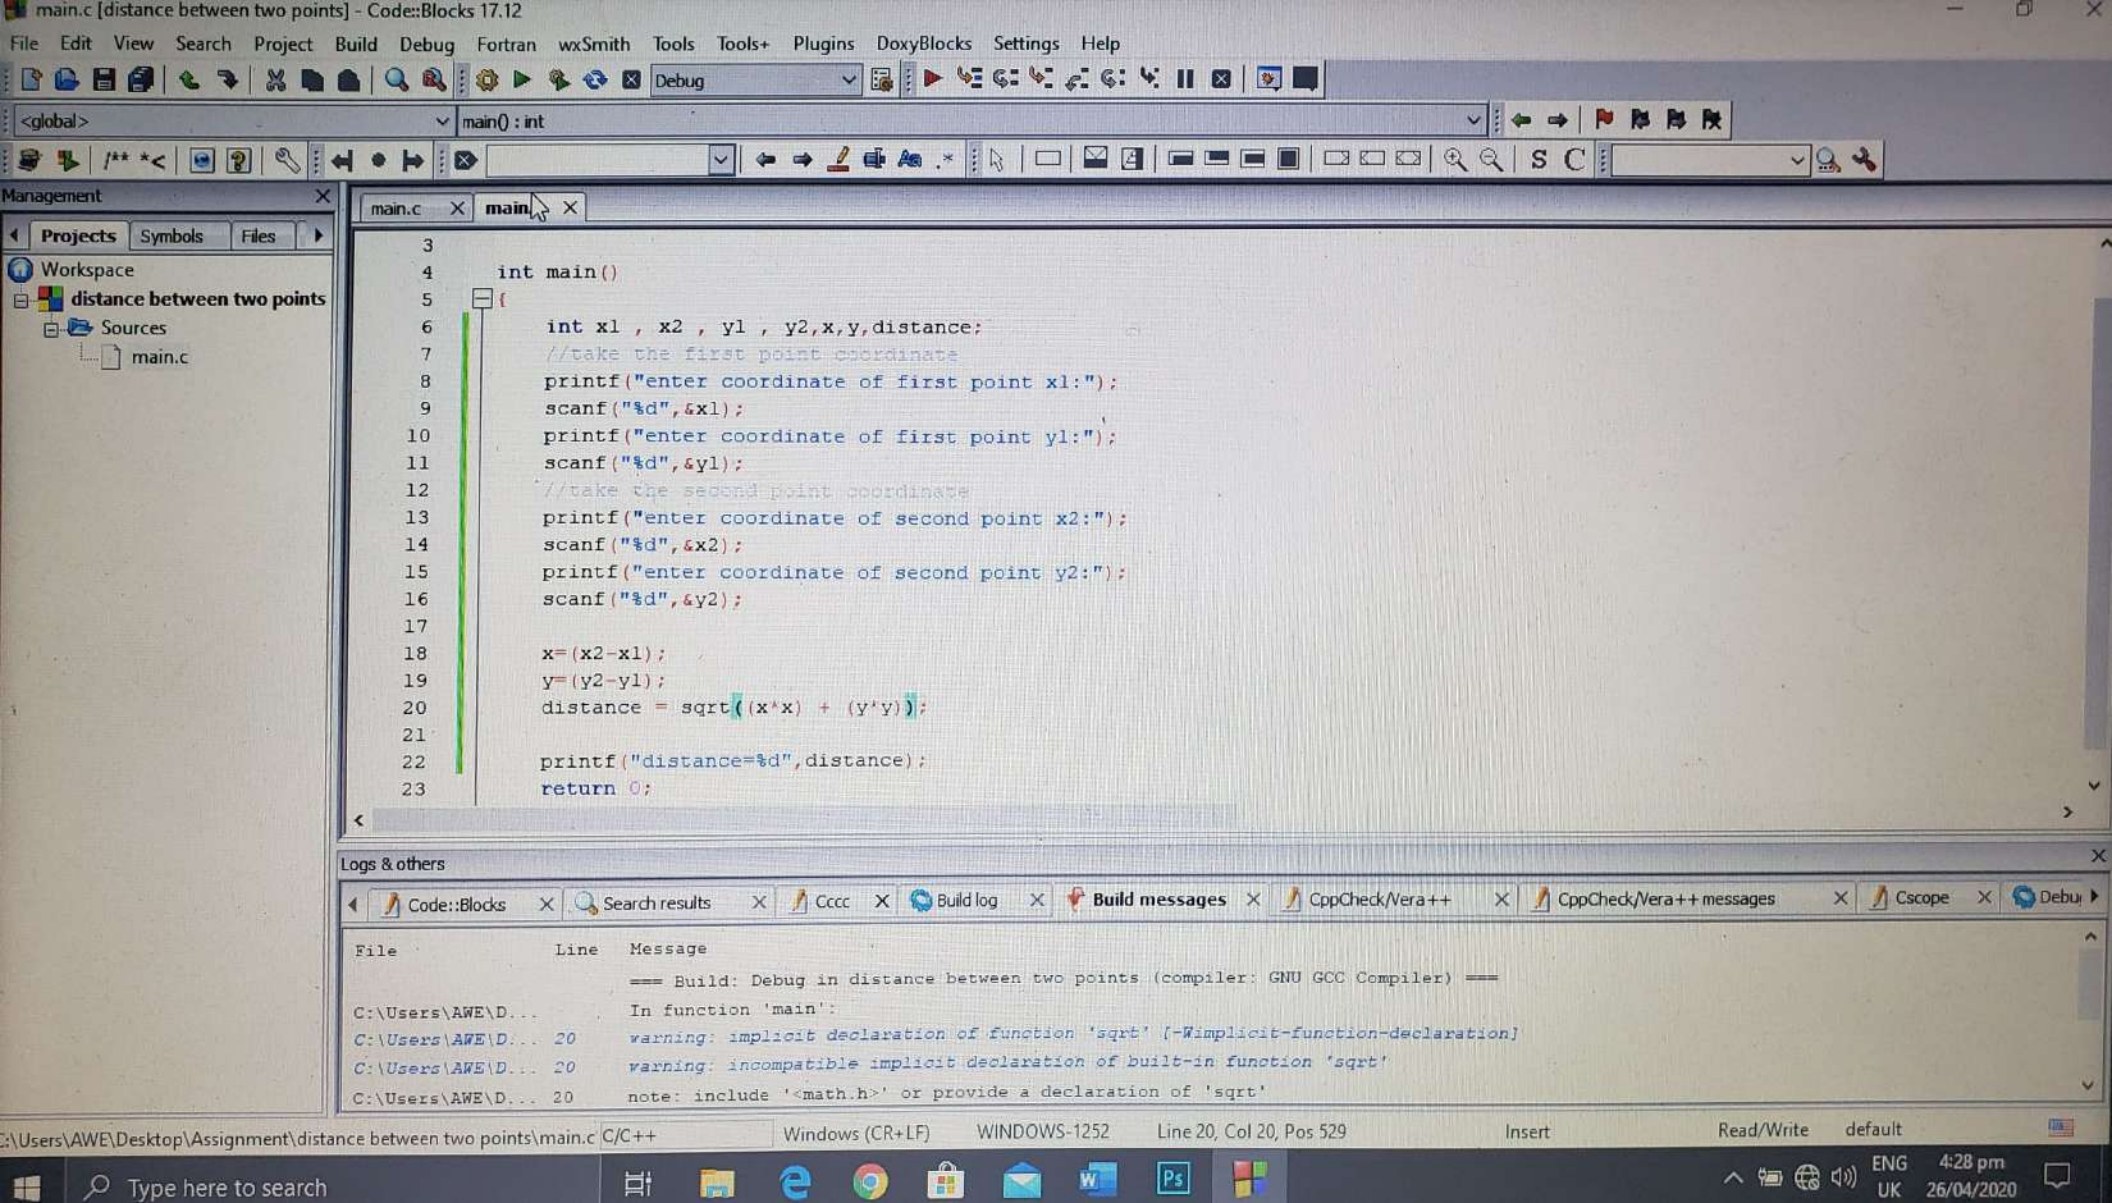 main.c [distance between two points] - Code::Blocks 17.12
File Edit View Search Project Build Debug Fortran wxSmith Tools Tools+ Plugins DoxyBlocks Settings Help
Debug
<global> main() : int
/** *< .* S C
Management
main.c main.
Projects Symbols Files
Workspace
distance between two points
Sources
main.c
3
4 int main()
5 {
6 int x1 , x2 , y1 , y2,x,y,distance;
7 //take the first point coordinate
8 printf("enter coordinate of first point x1:");
9 scanf("%d",&x1);
10 printf("enter coordinate of first point y1:");
11 scanf("%d",&y1);
12 //take the second point coordinate
13 printf("enter coordinate of second point x2:");
14 scanf("%d",&x2);
15 printf("enter coordinate of second point y2:");
16 scanf("%d",&y2);
17
18 x=(x2-x1);
19 y=(y2-y1);
20 distance = sqrt((x*x) + (y*y));
21
22 printf("distance=%d",distance);
23 return 0;
Logs & others
Code::Blocks Search results Cccc Build log Build messages CppCheck/Vera++ CppCheck/Vera++ messages Cscope Debu
File Line Message
=== Build: Debug in distance between two points (compiler: GNU GCC Compiler) ===
C:\Users\AWE\D... In function 'main':
C:\Users\AWE\D... 20 warning: implicit declaration of function 'sqrt' [-Wimplicit-function-declaration]
C:\Users\AWE\D... 20 warning: incompatible implicit declaration of built-in function 'sqrt'
C:\Users\AWE\D... 20 note: include '<math.h>' or provide a declaration of 'sqrt'
C:\Users\AWE\Desktop\Assignment\distance between two points\main.c C/C++ Windows (CR+LF) WINDOWS-1252 Line 20, Col 20, Pos 529 Insert Read/Write default
Type here to search
W Ps
ENG 4:28 pm
UK 26/04/2020